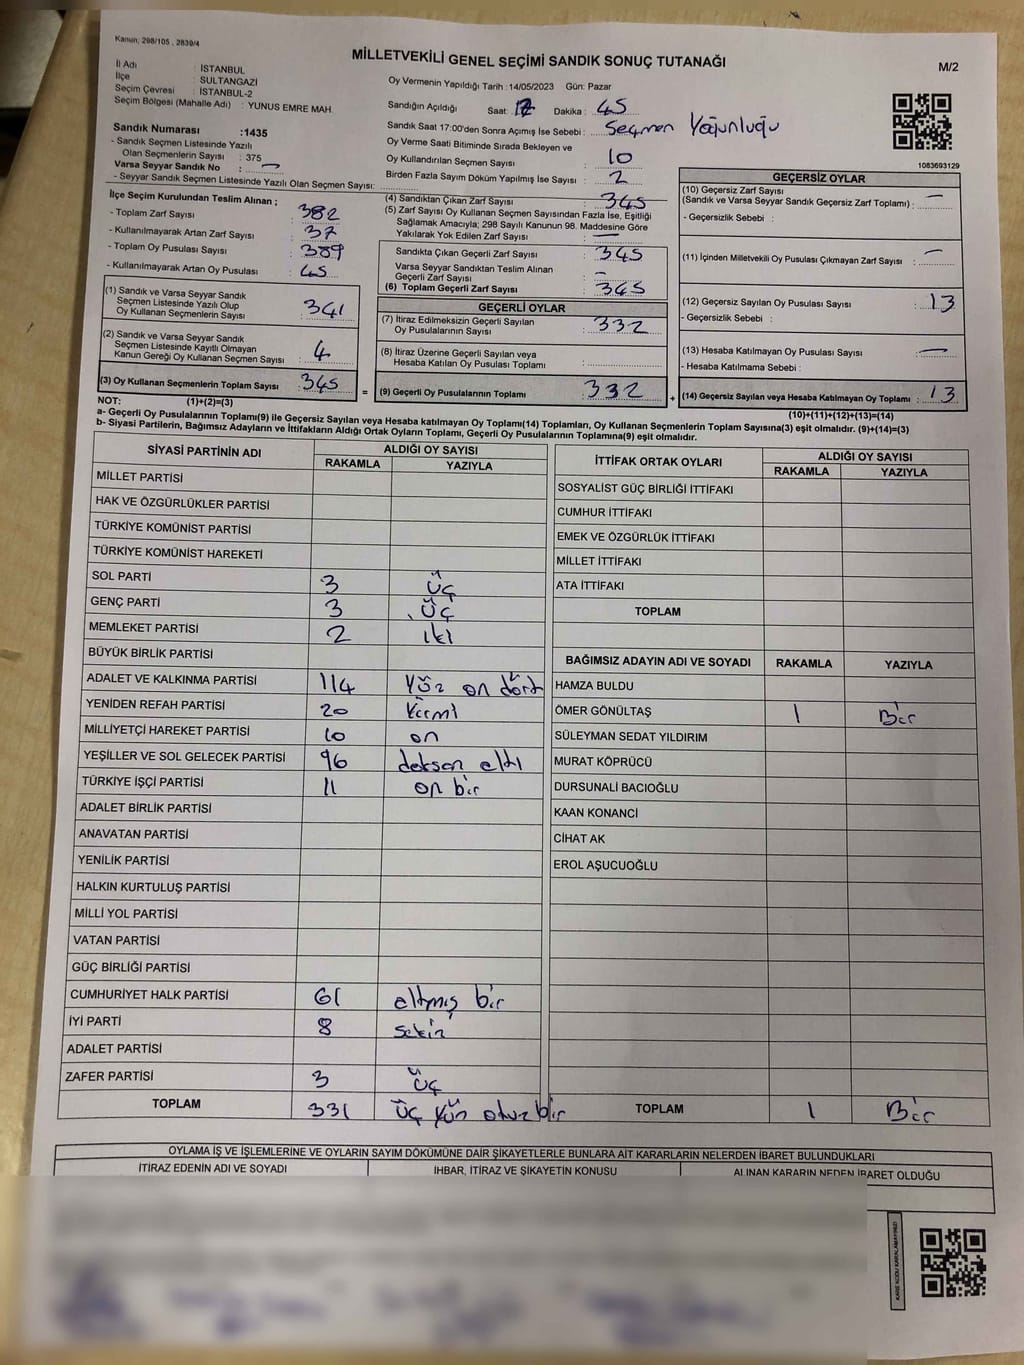 Kanun; 298/105 , 2839/4
MİLLETVEKİLİ GENEL SEÇİMİ SANDIK SONUÇ TUTANAĞI
M/2
İl Adı : İSTANBUL
İlçe : SULTANGAZİ
Seçim Çevresi : İSTANBUL-2
Seçim Bölgesi (Mahalle Adı) : YUNUS EMRE MAH.
Sandık Numarası :1435
- Sandık Seçmen Listesinde Yazılı
Olan Seçmenlerin Sayısı : 375
Varsa Seyyar Sandık No : —
- Seyyar Sandık Seçmen Listesinde Yazılı Olan Seçmen Sayısı:
Oy Vermenin Yapıldığı Tarih :14/05/2023 Gün: Pazar
Sandığın Açıldığı Saat: Dakika : 45
Sandık Saat 17:00'den Sonra Açımış İse Sebebi : Seçmen Yoğunluğu
Oy Verme Saati Bitiminde Sırada Bekleyen ve
Oy Kullandırılan Seçmen Sayısı : 10
Birden Fazla Sayım Döküm Yapılmış İse Sayısı : 2
1083693129
İlçe Seçim Kurulundan Teslim Alınan ;
- Toplam Zarf Sayısı : 382
- Kullanılmayarak Artan Zarf Sayısı : 37
- Toplam Oy Pusulası Sayısı : 389
- Kullanılmayarak Artan Oy Pusulası : 45
(1) Sandık ve Varsa Seyyar Sandık
Seçmen Listesinde Yazılı Olup
Oy Kullanan Seçmenlerin Sayısı : 341
(2) Sandık ve Varsa Seyyar Sandık
Seçmen Listesinde Kayıtlı Olmayan
Kanun Gereği Oy Kullanan Seçmen Sayısı : 4
(3) Oy Kullanan Seçmenlerin Toplam Sayısı : 345
(4) Sandıktan Çıkan Zarf Sayısı : 345
(5) Zarf Sayısı Oy Kullanan Seçmen Sayısından Fazla İse, Eşitliği
Sağlamak Amacıyla; 298 Sayılı Kanunun 98. Maddesine Göre
Yakılarak Yok Edilen Zarf Sayısı : —
Sandıkta Çıkan Geçerli Zarf Sayısı : 345
Varsa Seyyar Sandıktan Teslim Alınan
Geçerli Zarf Sayısı : —
(6) Toplam Geçerli Zarf Sayısı : 345
GEÇERLİ OYLAR
(7) İtiraz Edilmeksizin Geçerli Sayılan
Oy Pusulalarının Sayısı : 332
(8) İtiraz Üzerine Geçerli Sayılan veya
Hesaba Katılan Oy Pusulası Toplamı :
= (9) Geçerli Oy Pusulalarının Toplamı : 332
GEÇERSİZ OYLAR
(10) Geçersiz Zarf Sayısı
(Sandık ve Varsa Seyyar Sandık Geçersiz Zarf Toplamı) : —
- Geçersizlik Sebebi :
(11) İçinden Milletvekili Oy Pusulası Çıkmayan Zarf Sayısı : —
(12) Geçersiz Sayılan Oy Pusulası Sayısı : 13
- Geçersizlik Sebebi :
(13) Hesaba Katılmayan Oy Pusulası Sayısı : —
- Hesaba Katılmama Sebebi :
+ (14) Geçersiz Sayılan veya Hesaba Katılmayan Oy Toplamı : 13
NOT: (1)+(2)=(3)
(10)+(11)+(12)+(13)=(14)
a- Geçerli Oy Pusulalarının Toplamı(9) ile Geçersiz Sayılan veya Hesaba katılmayan Oy Toplamı(14) Toplamları, Oy Kullanan Seçmenlerin Toplam Sayısına(3) eşit olmalıdır. (9)+(14)=(3)
b- Siyasi Partilerin, Bağımsız Adayların ve İttifakların Aldığı Ortak Oyların Toplamı, Geçerli Oy Pusulalarının Toplamına(9) eşit olmalıdır.
SİYASİ PARTİNİN ADI ALDIĞI OY SAYISI
RAKAMLA YAZIYLA
MİLLET PARTİSİ
HAK VE ÖZGÜRLÜKLER PARTİSİ
TÜRKİYE KOMÜNİST PARTİSİ
TÜRKİYE KOMÜNİST HAREKETİ
SOL PARTİ 3 üç
GENÇ PARTİ 3 üç
MEMLEKET PARTİSİ 2 iki
BÜYÜK BİRLİK PARTİSİ
ADALET VE KALKINMA PARTİSİ 114 Yüz on dört
YENİDEN REFAH PARTİSİ 20 Yirmi
MİLLİYETÇİ HAREKET PARTİSİ 10 on
YEŞİLLER VE SOL GELECEK PARTİSİ 96 doksan altı
TÜRKİYE İŞÇİ PARTİSİ 11 on bir
ADALET BİRLİK PARTİSİ
ANAVATAN PARTİSİ
YENİLİK PARTİSİ
HALKIN KURTULUŞ PARTİSİ
MİLLİ YOL PARTİSİ
VATAN PARTİSİ
GÜÇ BİRLİĞİ PARTİSİ
CUMHURİYET HALK PARTİSİ 61 altmış bir
İYİ PARTİ 8 sekiz
ADALET PARTİSİ
ZAFER PARTİSİ 3 üç
TOPLAM 331 üç yüz otuz bir
İTTİFAK ORTAK OYLARI ALDIĞI OY SAYISI
RAKAMLA YAZIYLA
SOSYALİST GÜÇ BİRLİĞİ İTTİFAKI
CUMHUR İTTİFAKI
EMEK VE ÖZGÜRLÜK İTTİFAKI
MİLLET İTTİFAKI
ATA İTTİFAKI
TOPLAM
BAĞIMSIZ ADAYIN ADI VE SOYADI RAKAMLA YAZIYLA
HAMZA BULDU
ÖMER GÖNÜLTAŞ 1 Bir
SÜLEYMAN SEDAT YILDIRIM
MURAT KÖPRÜCÜ
DURSUNALİ BACIOĞLU
KAAN KONANCİ
CİHAT AK
EROL AŞUCUOĞLU
TOPLAM 1 Bir
OYLAMA İŞ VE İŞLEMLERİNE VE OYLARIN SAYIM DÖKÜMÜNE DAİR ŞİKAYETLERLE BUNLARA AİT KARARLARIN NELERDEN İBARET BULUNDUKLARI
İTİRAZ EDENİN ADI VE SOYADI İHBAR, İTİRAZ VE ŞİKAYETİN KONUSU ALINAN KARARIN NEDEN İBARET OLDUĞU
KARE KODU KARALAMAYINIZ!